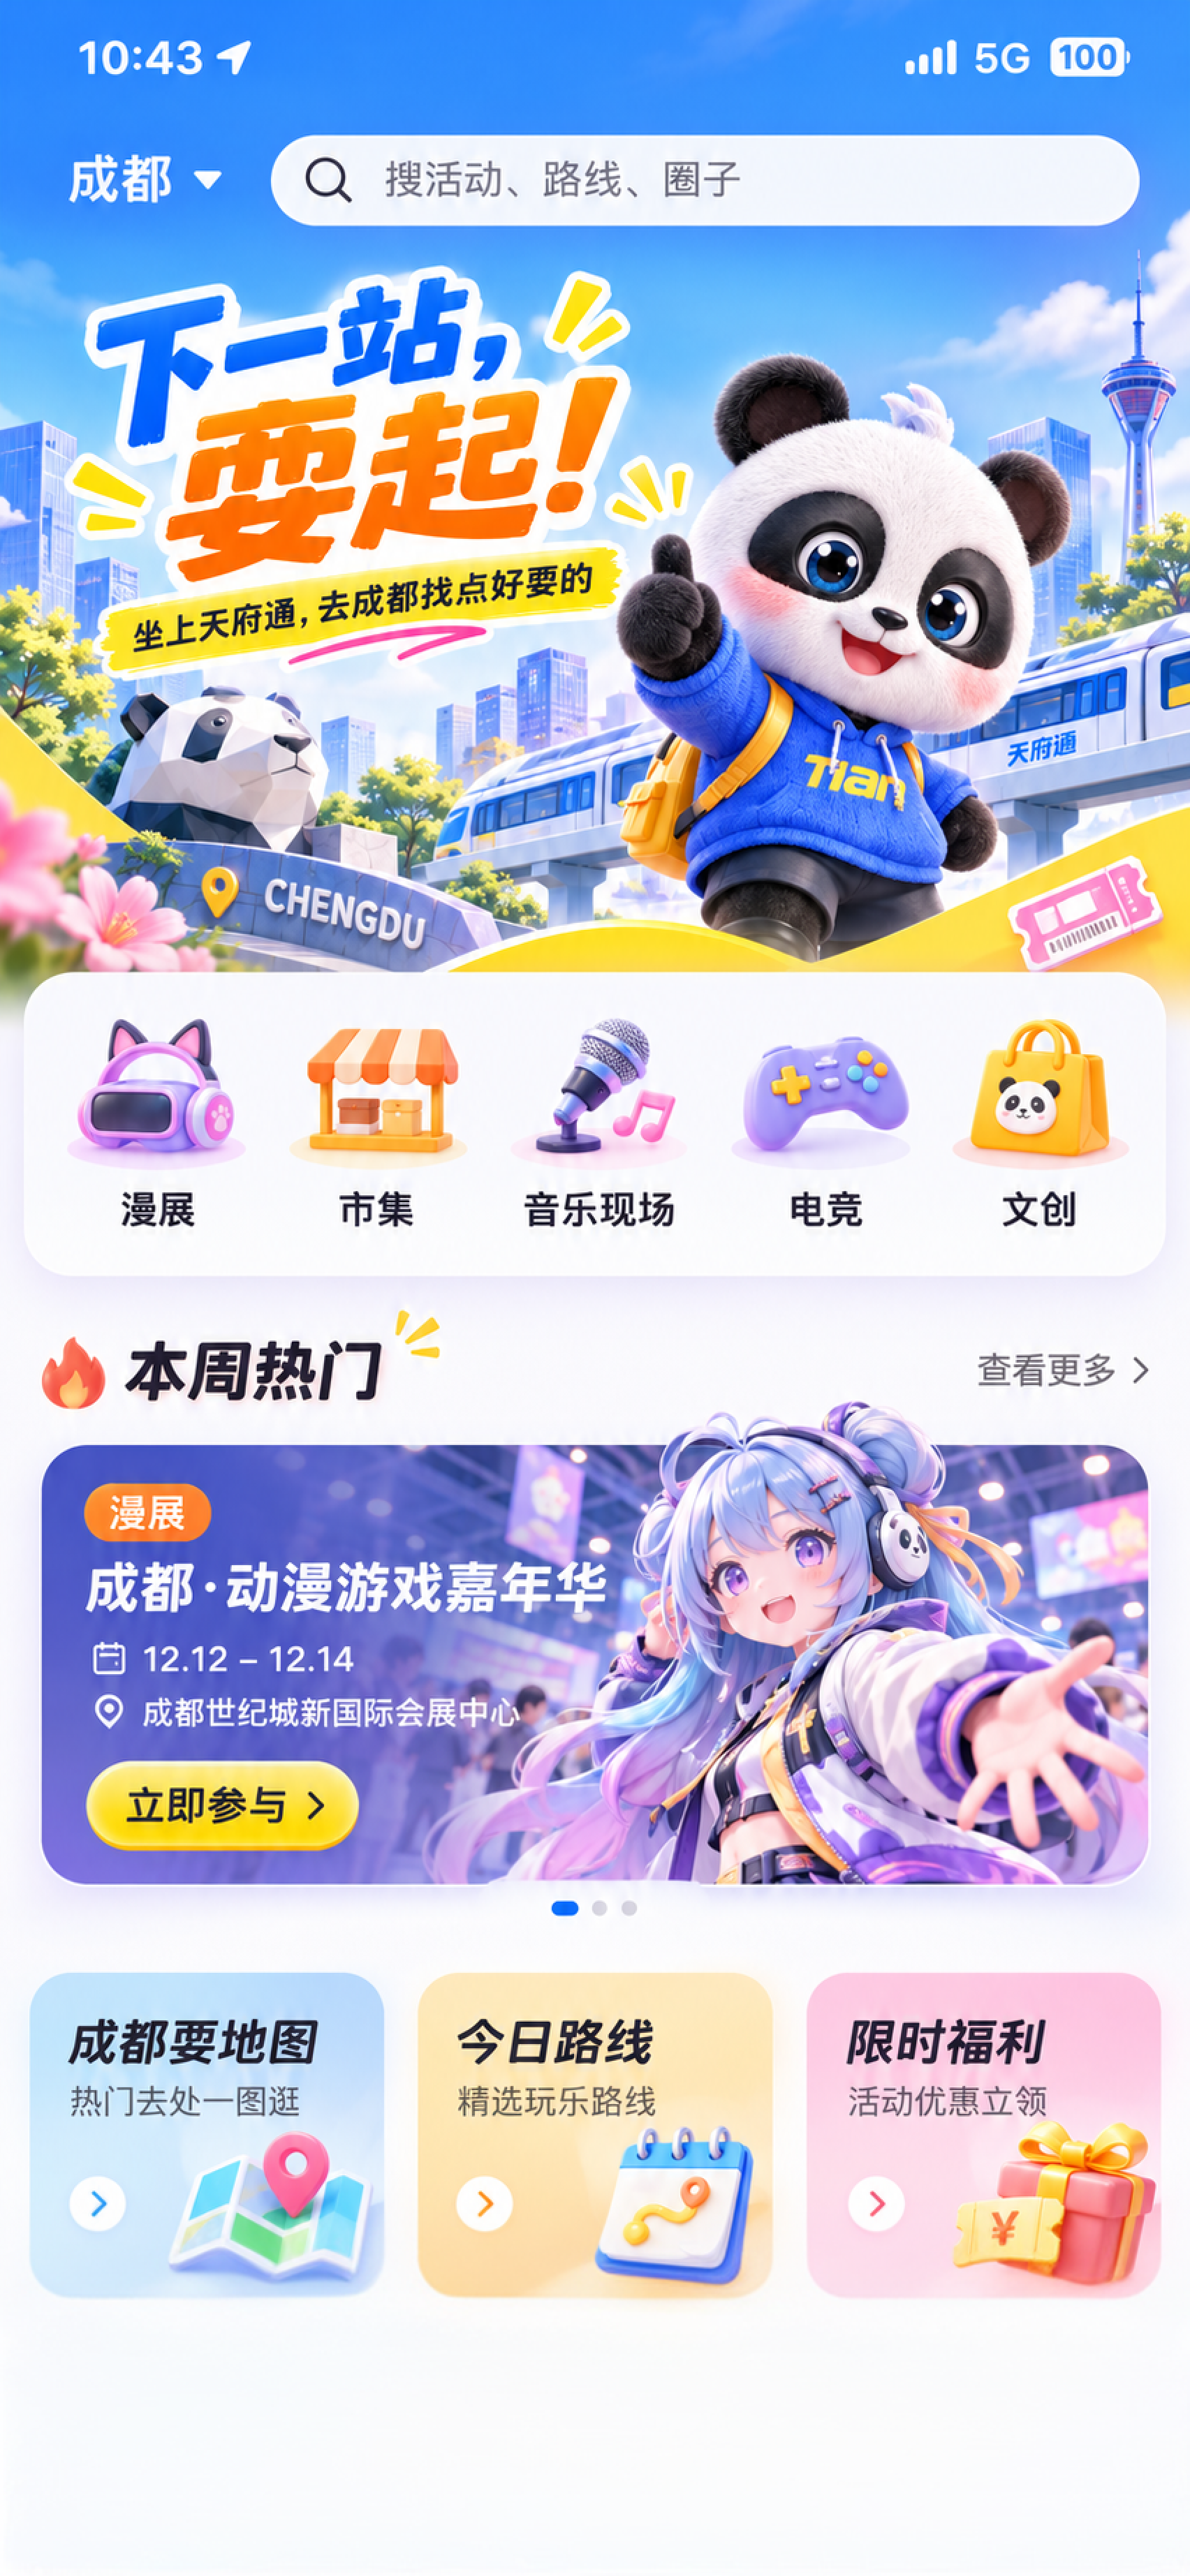 10:43
5G 100
成都
搜活动、路线、圈子
下一站,
耍起!
坐上天府通,去成都找点好耍的
天府通
Tian
CHENGDU
漫展
市集
音乐现场
电竞
文创
本周热门
查看更多
漫展
成都·动漫游戏嘉年华
12.12 – 12.14
成都世纪城新国际会展中心
立即参与
成都耍地图
热门去处一图逛
今日路线
精选玩乐路线
限时福利
活动优惠立领
¥